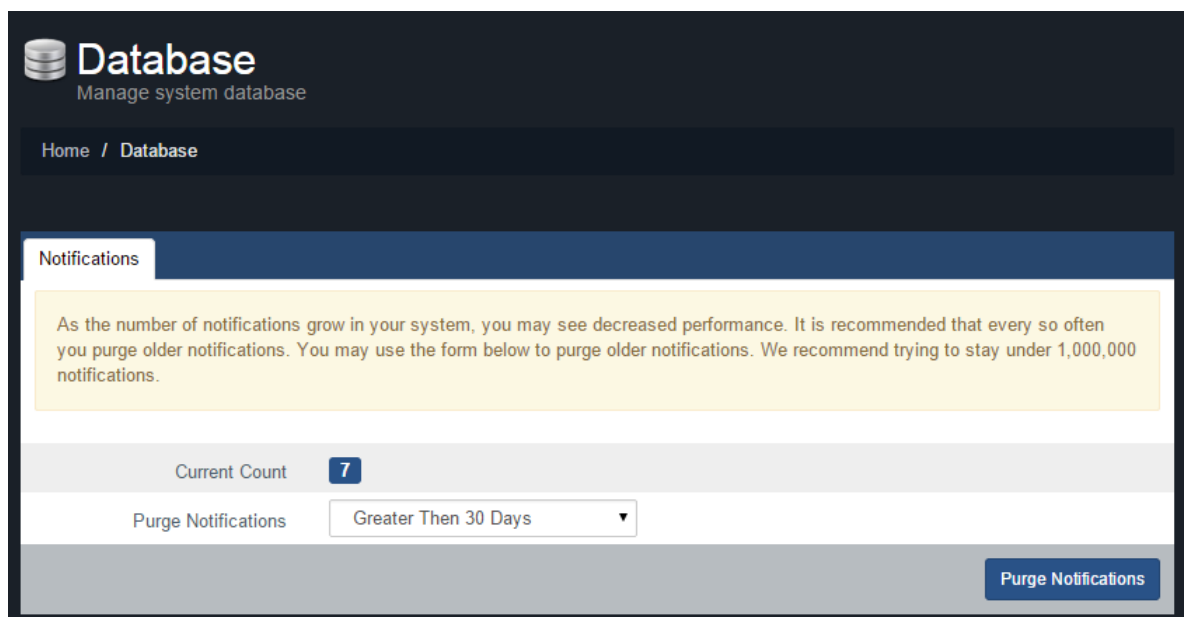 Database
Manage system database
Home / Database
Notifications
As the number of notifications grow in your system, you may see decreased performance. It is recommended that every so often
you purge older notifications. You may use the form below to purge older notifications. We recommend trying to stay under 1,000,000
notifications.
Current Count 7
Purge Notifications Greater Then 30 Days
Purge Notifications